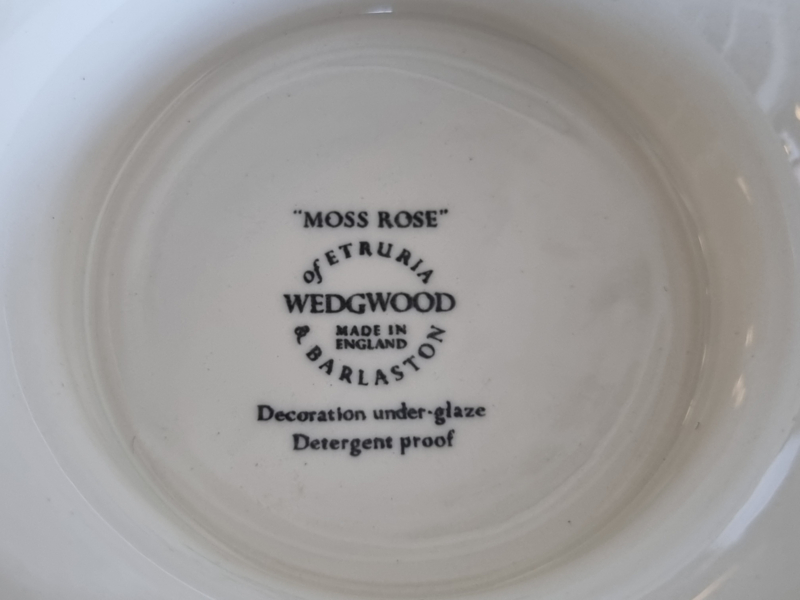 "MOSS ROSE"
of ETRURIA
WEDGWOOD
MADE IN
ENGLAND
& BARLASTON
Decoration under-glaze
Detergent proof